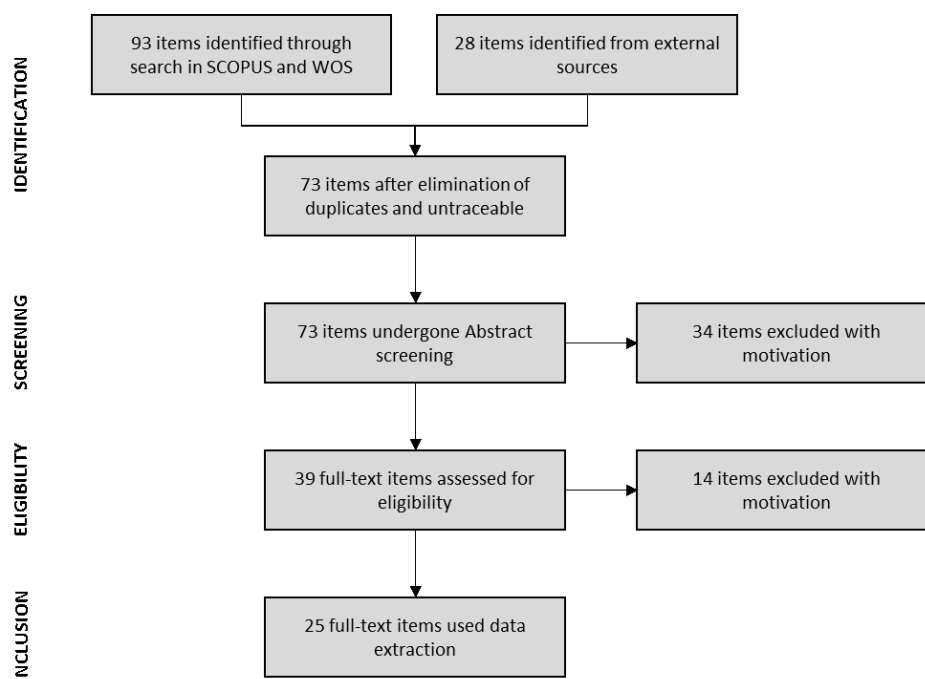 93 items identified through
search in SCOPUS and WOS
28 items identified from external
sources
IDENTIFICATION
73 items after elimination of
duplicates and untraceable
SCREENING
73 items undergone Abstract
screening
34 items excluded with
motivation
ELIGIBILITY
39 full-text items assessed for
eligibility
14 items excluded with
motivation
NCLUSION
25 full-text items used data
extraction